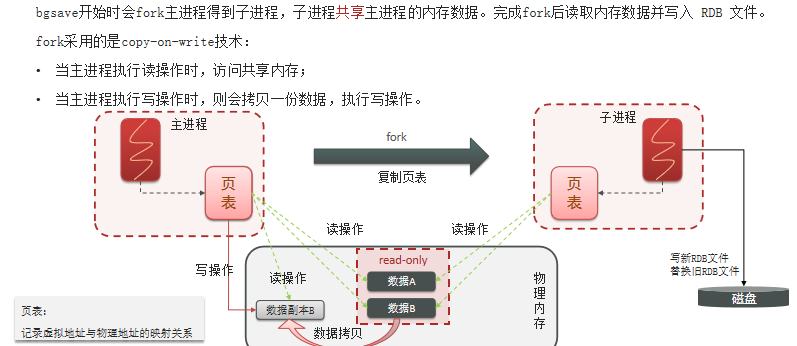 bgsave开始时会fork主进程得到子进程，子进程共享主进程的内存数据。完成fork后读取内存数据并写入 RDB 文件。
fork采用的是copy-on-write技术：
• 当主进程执行读操作时，访问共享内存；
• 当主进程执行写操作时，则会拷贝一份数据，执行写操作。
主进程
fork
子进程
复制页表
页表
页表
读操作
读操作
read-only
写操作
读操作
数据A
数据B
数据副本B
数据拷贝
物理内存
写新RDB文件
替换旧RDB文件
磁盘
页表：
记录虚拟地址与物理地址的映射关系